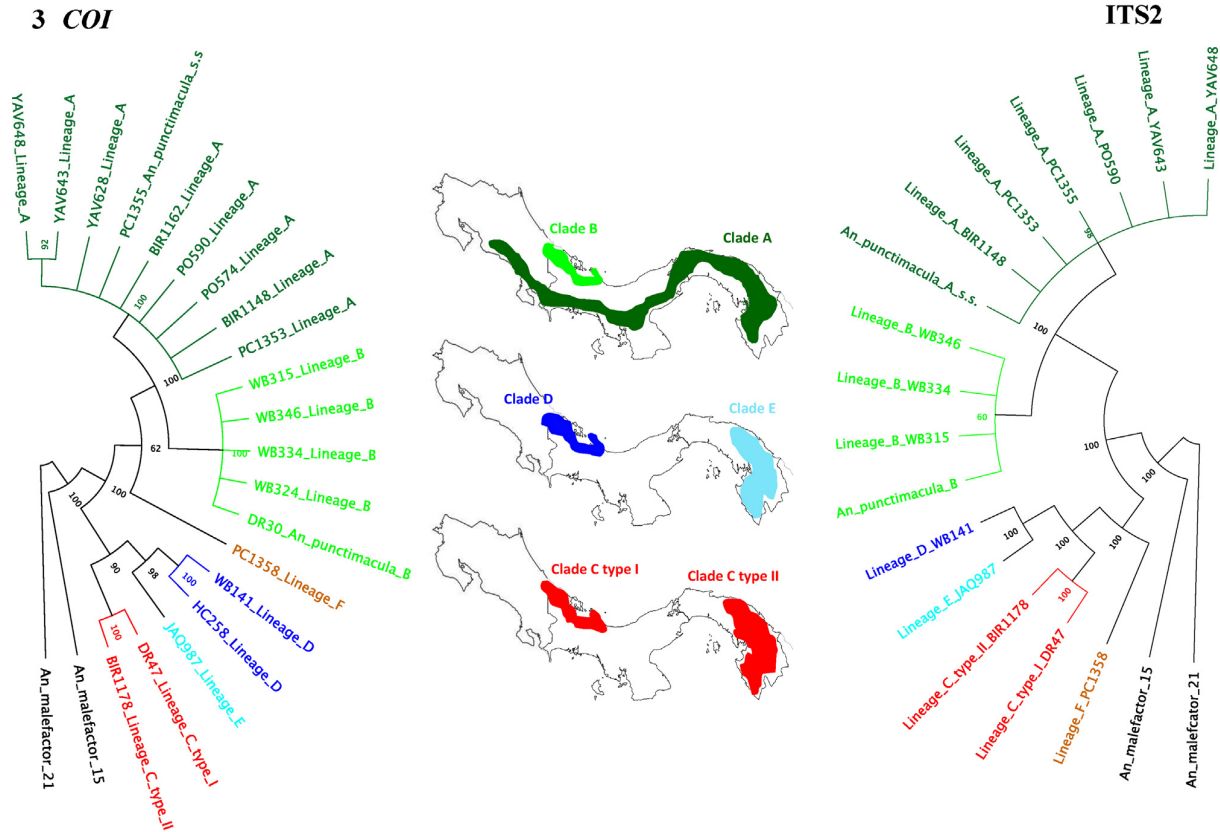 3 COI
ITS2
YAV648_Lineage_A
YAV643_Lineage_A
YAV628_Lineage_A
PC1355_An_punctimacula_s.s
BIR1162_Lineage_A
PO590_Lineage_A
PO574_Lineage_A
BIR1148_Lineage_A
PC1353_Lineage_A
WB315_Lineage_B
WB346_Lineage_B
WB334_Lineage_B
WB324_Lineage_B
DR30_An_punctimacula_B
PC1358_Lineage_F
WB141_Lineage_D
HC258_Lineage_D
JAQ987_Lineage_E
DR47_Lineage_C_type_I
BIR1178_Lineage_C_type_II
An_malefactor_15
An_malefactor_21
92
100
100
100
62
100
100
90
98
100
100
Clade B
Clade A
Clade D
Clade E
Clade C type I
Clade C type II
Lineage_A_YAV648
Lineage_A_YAV643
Lineage_A_PO590
Lineage_A_PC1355
Lineage_A_PC1353
Lineage_A_BIR1148
An_punctimacula_A_s.s.
Lineage_B_WB346
Lineage_B_WB334
Lineage_B_WB315
An_punctimacula_B
Lineage_D_WB141
Lineage_E_JAQ987
Lineage_C_type_II_BIR1178
Lineage_C_type_I_DR47
Lineage_F_PC1358
An_malefactor_15
An_malefcator_21
98
100
60
100
100
100
100
100
100